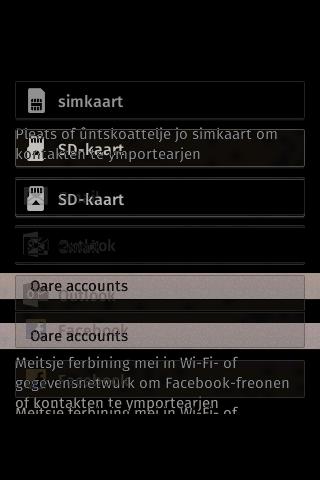 simkaart
Pleats of ûntskoattelje jo simkaart om
SD-kaart
kontakten te ymportearjen
SD-kaart
Outlook
Oare accounts
Outlook
Facebook
Oare accounts
Meitsje ferbining mei in Wi-Fi- of
gegevensnetwurk om Facebook-freonen
Facebook
of kontakten te ymportearjen
Meitsje ferbining mei in Wi-Fi- of